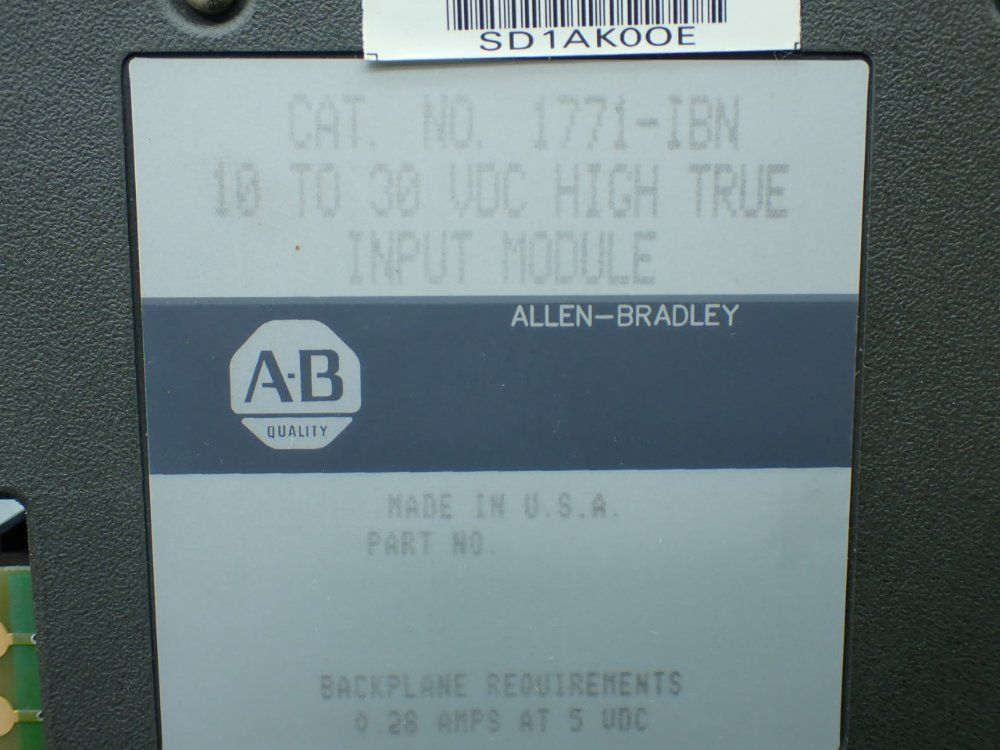 SD1AK00E
CAT. NO. 1771-IBN
10 TO 30 VDC HIGH TRUE
INPUT MODULE
ALLEN-BRADLEY
A-B
QUALITY
MADE IN U.S.A.
PART NO.
BACKPLANE REQUIREMENTS
0.28 AMPS AT 5 VDC